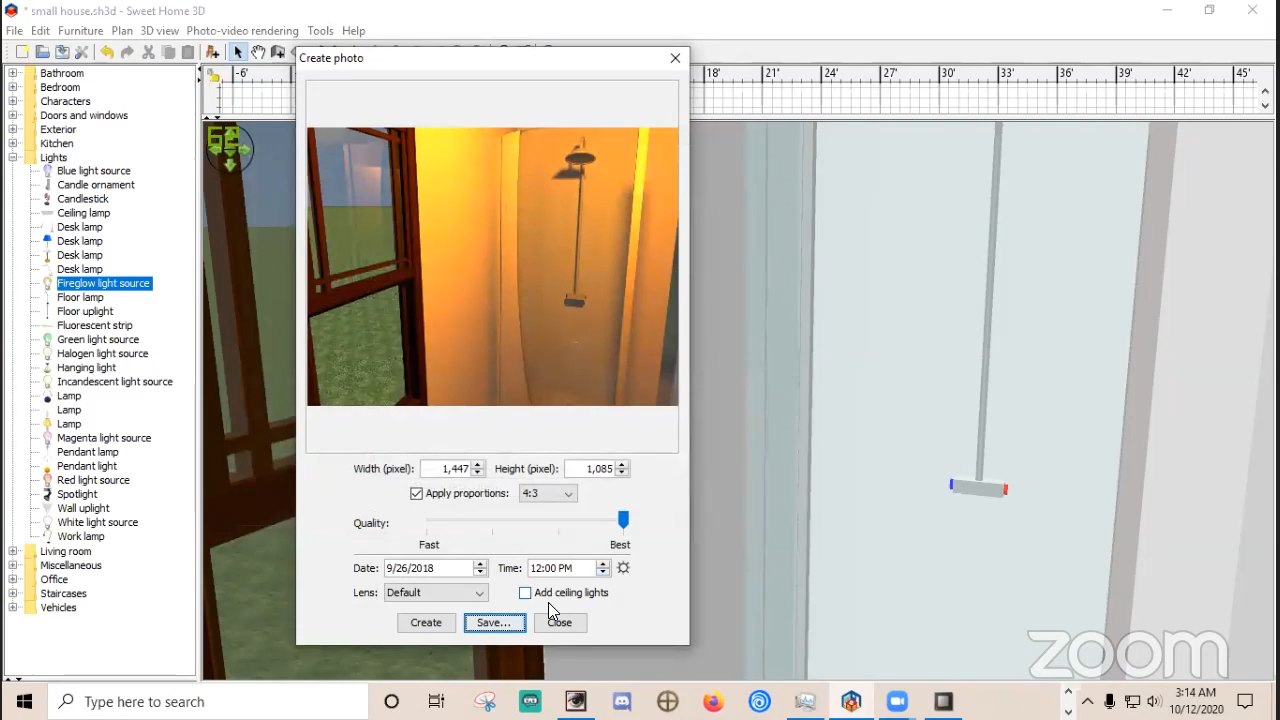 * small house.sh3d - Sweet Home 3D
File Edit Furniture Plan 3D view Photo-video rendering Tools Help
Create photo
-6' 18' 21' 24' 27' 30' 33' 36' 39' 42' 45'
62
Bathroom
Bedroom
Characters
Doors and windows
Exterior
Kitchen
Lights
Blue light source
Candle ornament
Candlestick
Ceiling lamp
Desk lamp
Desk lamp
Desk lamp
Desk lamp
Fireglow light source
Floor lamp
Floor uplight
Fluorescent strip
Green light source
Halogen light source
Hanging light
Incandescent light source
Lamp
Lamp
Lamp
Magenta light source
Pendant lamp
Pendant light
Red light source
Spotlight
Wall uplight
White light source
Work lamp
Living room
Miscellaneous
Office
Staircases
Vehicles
Width (pixel): 1,447 Height (pixel): 1,085
Apply proportions: 4:3
Quality:
Fast Best
Date: 9/26/2018 Time: 12:00 PM
Lens: Default Add ceiling lights
Create Save... Close
zoom
Type here to search
3:14 AM
10/12/2020